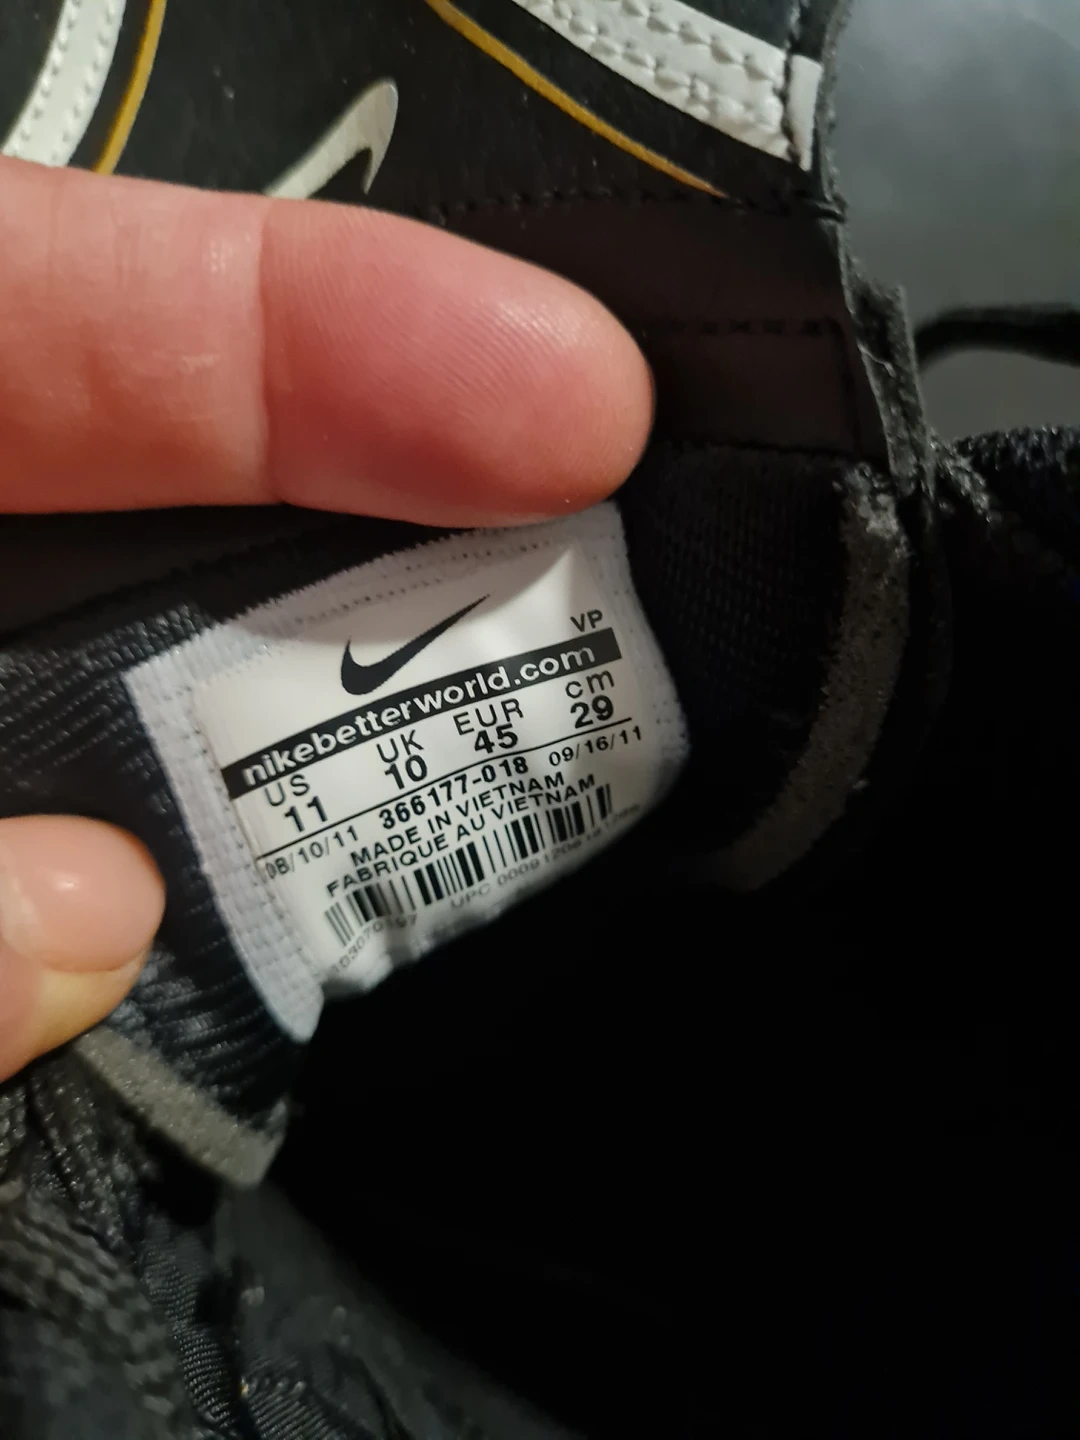 VP
nikebetterworld.com
US UK EUR cm
11 10 45 29
366177-018
08/10/11 09/16/11
MADE IN VIETNAM
FABRIQUE AU VIETNAM
UPC